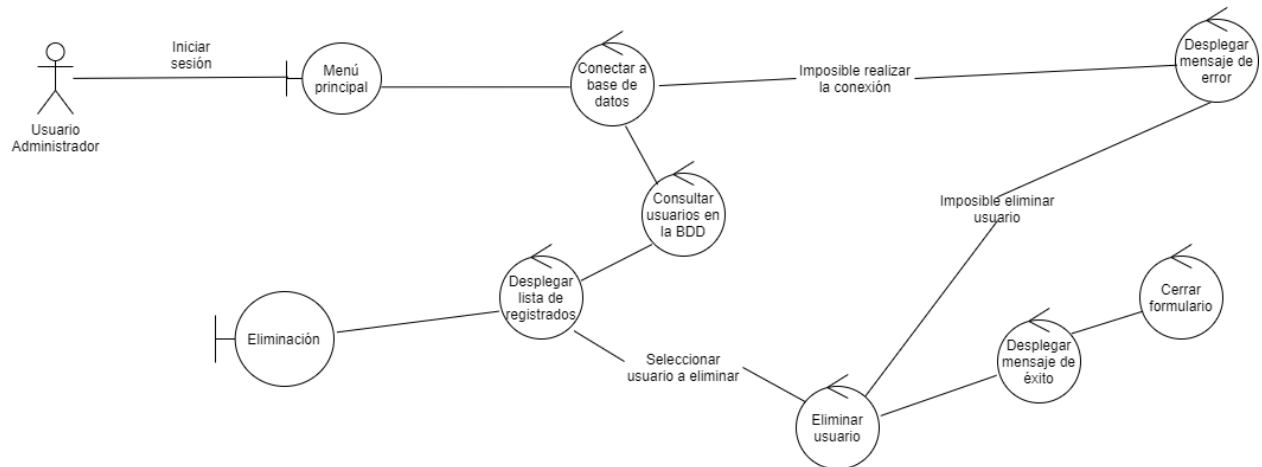 Iniciar
sesión
Usuario
Administrador
Menú
principal
Conectar a
base de
datos
Imposible realizar
la conexión
Desplegar
mensaje de
error
Consultar
usuarios en
la BDD
Imposible eliminar
usuario
Desplegar
lista de
registrados
Eliminación
Seleccionar
usuario a eliminar
Eliminar
usuario
Desplegar
mensaje de
éxito
Cerrar
formulario